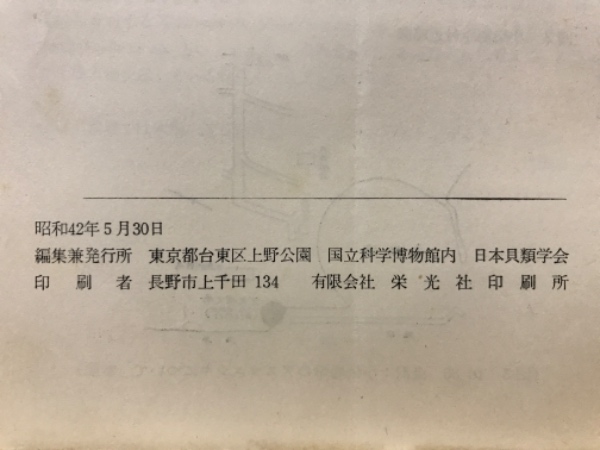 昭和42年5月30日
編集兼発行所 東京都台東区上野公園 国立科学博物館内 日本貝類学会
印刷者 長野市上千田 134 有限会社 栄光社印刷所